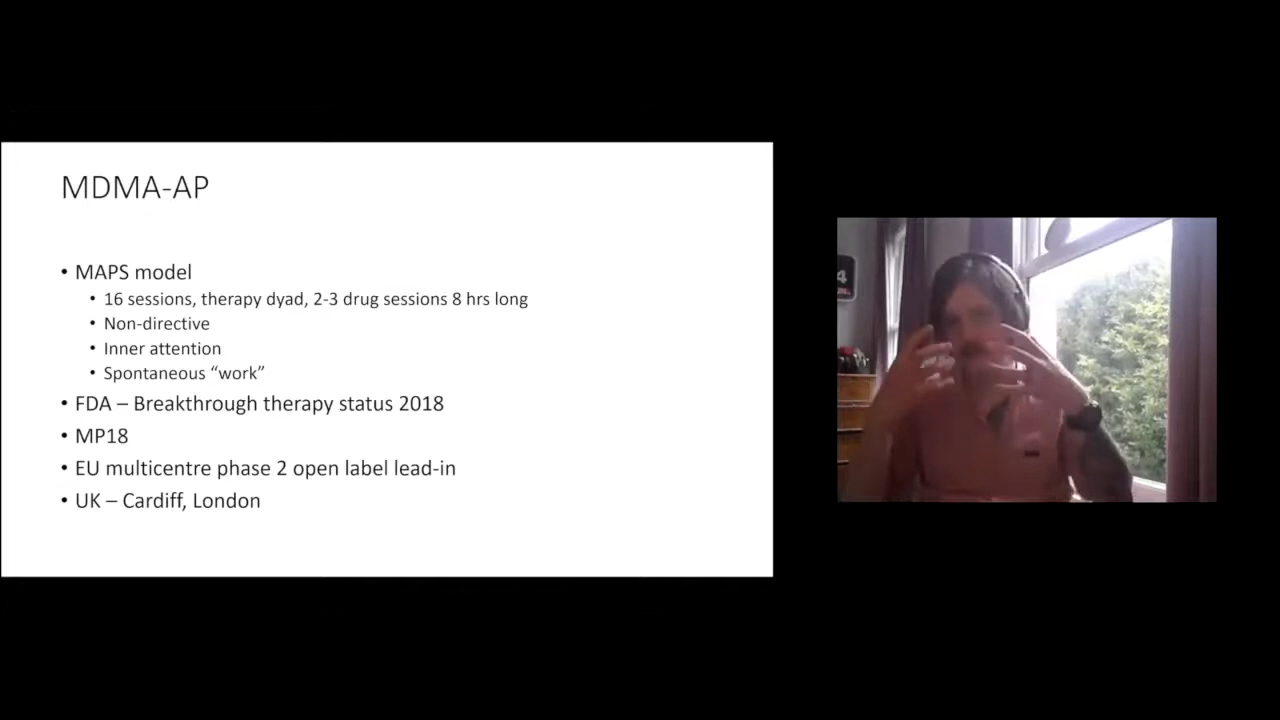 MDMA-AP
• MAPS model
• 16 sessions, therapy dyad, 2-3 drug sessions 8 hrs long
• Non-directive
• Inner attention
• Spontaneous “work”
• FDA – Breakthrough therapy status 2018
• MP18
• EU multicentre phase 2 open label lead-in
• UK – Cardiff, London
4